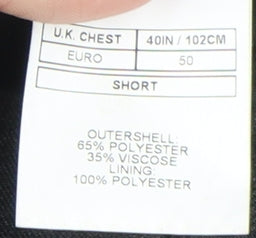 U.K. CHEST 40IN / 102CM
EURO 50
SHORT
OUTERSHELL:
65% POLYESTER
35% VISCOSE
LINING:
100% POLYESTER